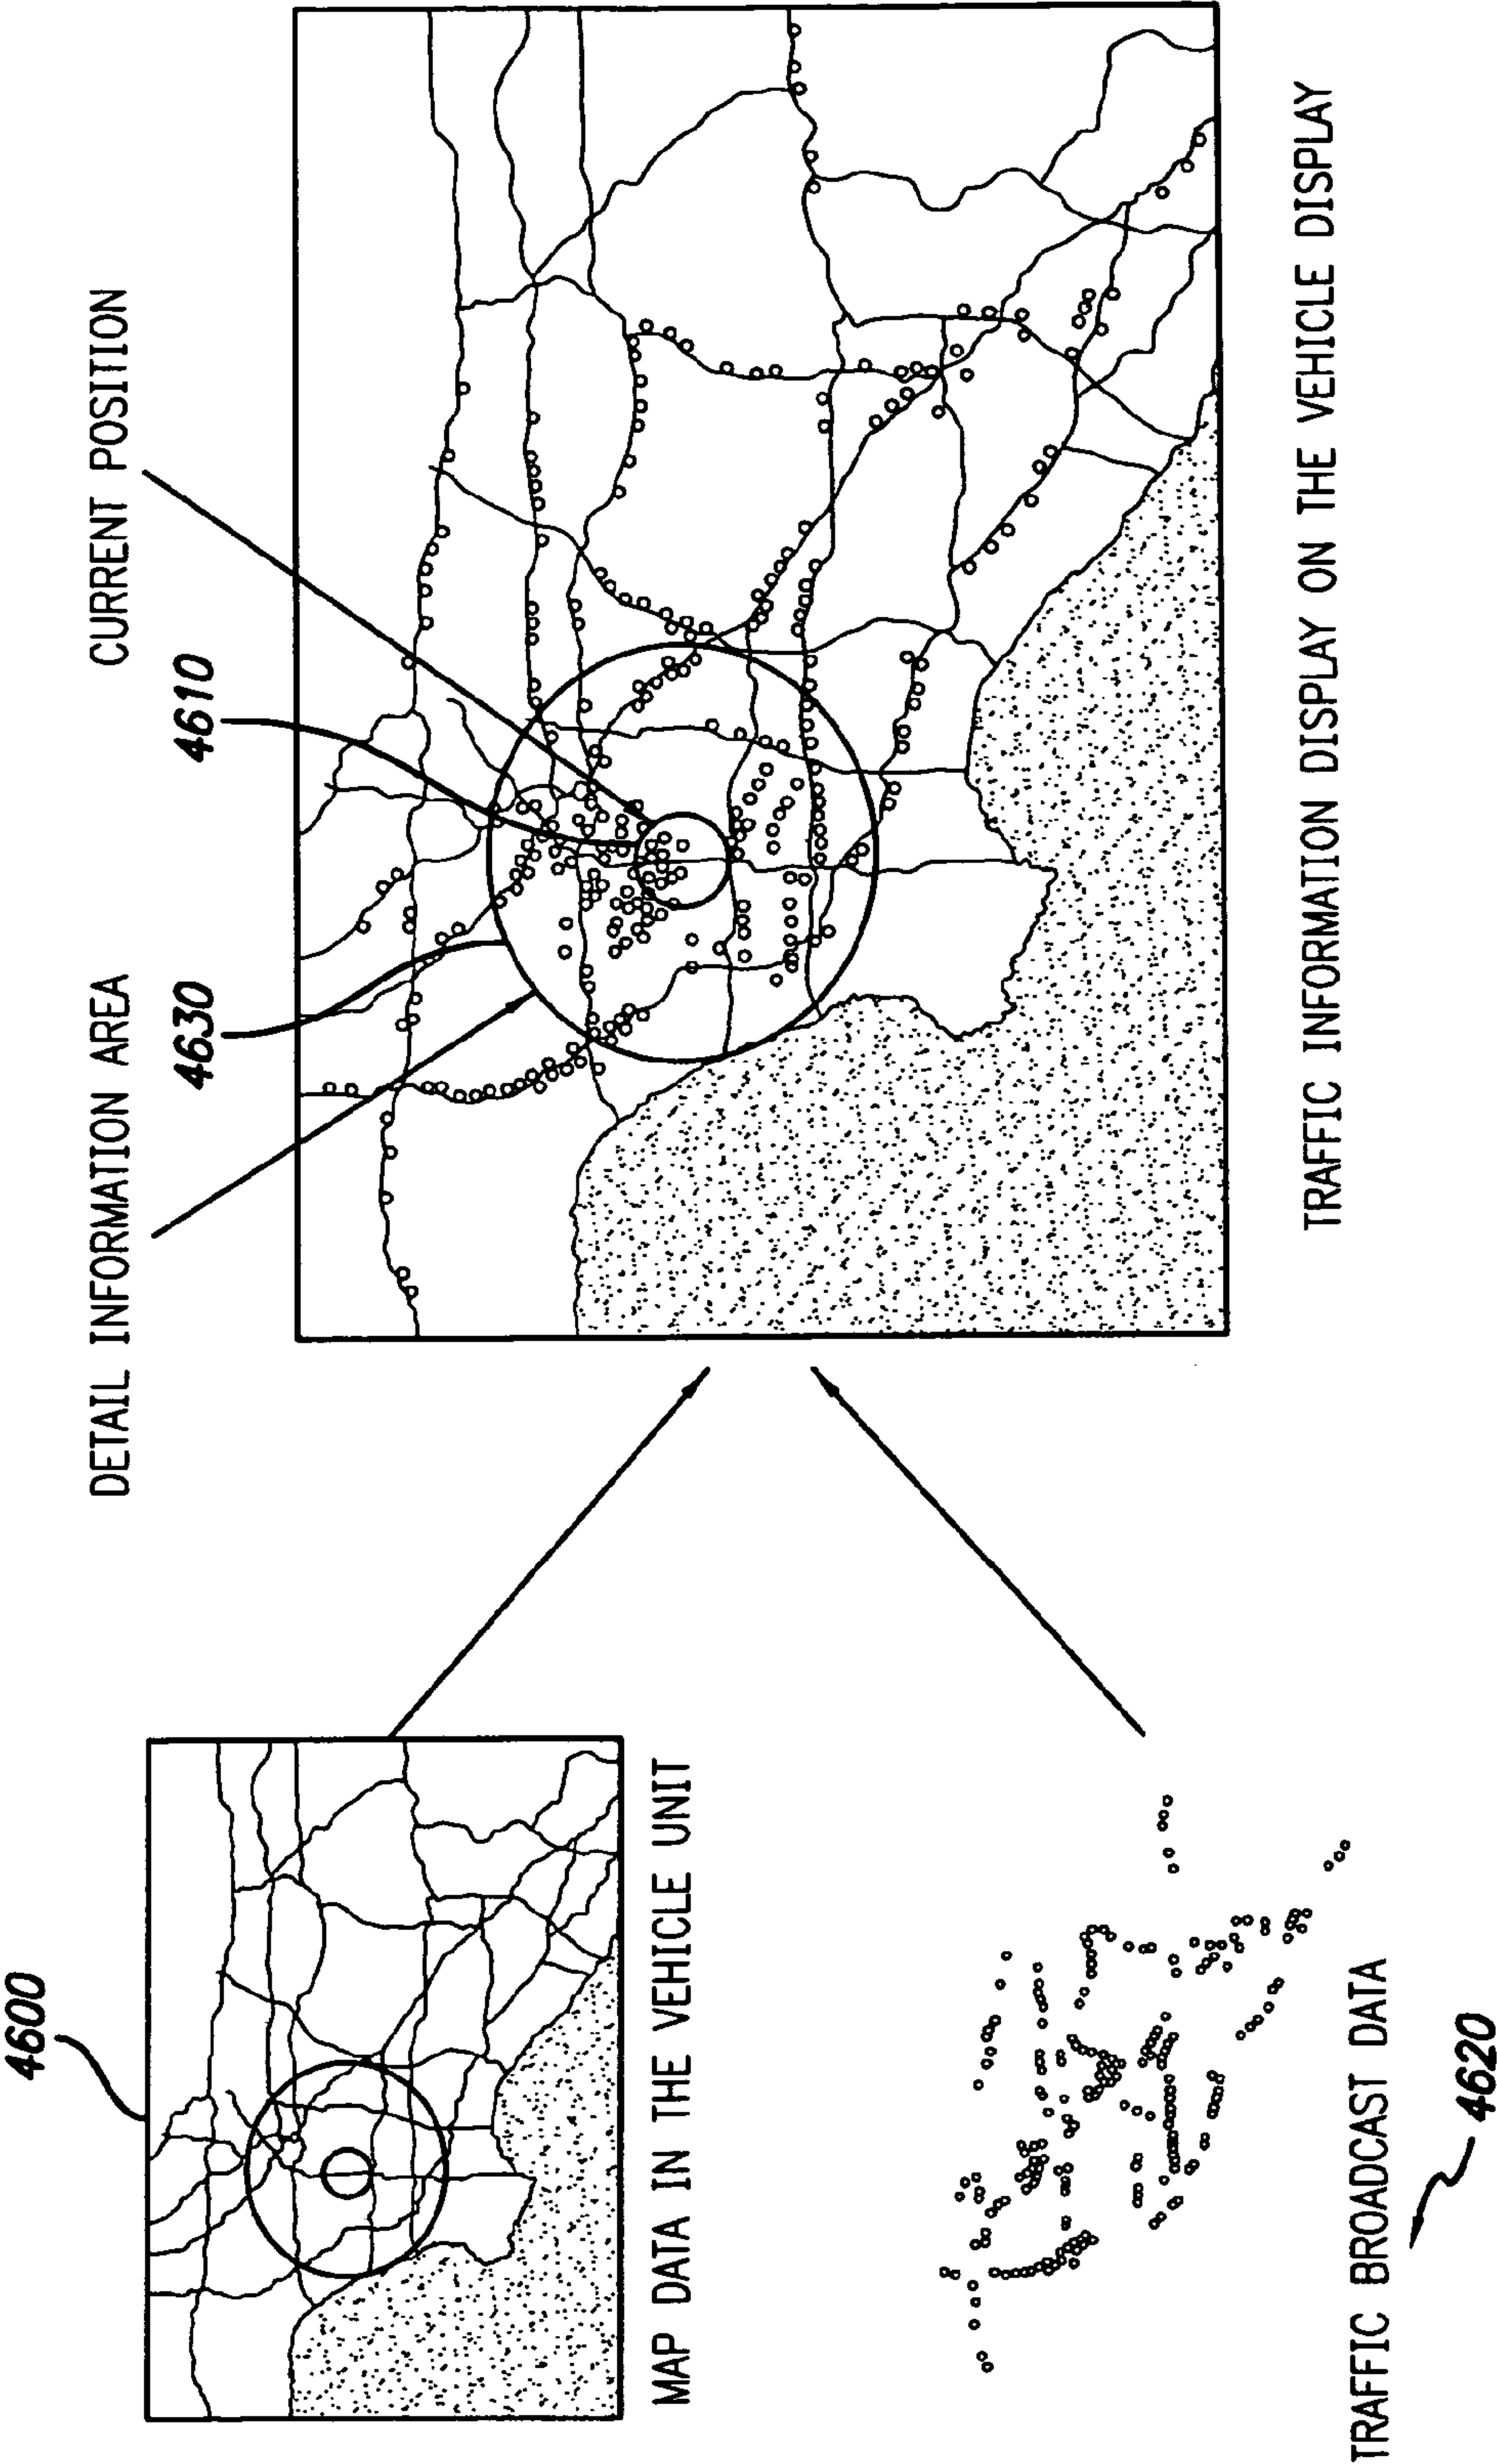 4600
MAP DATA IN THE VEHICLE UNIT
TRAFFIC BROADCAST DATA
4620
DETAIL INFORMATION AREA
4630
4610
CURRENT POSITION
TRAFFIC INFORMATION DISPLAY ON THE VEHICLE DISPLAY